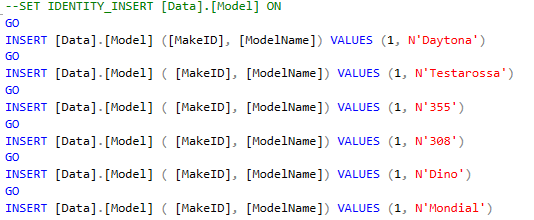 --SET IDENTITY_INSERT [Data].[Model] ON
GO
INSERT [Data].[Model] ([MakeID], [ModelName]) VALUES (1, N'Daytona')
GO
INSERT [Data].[Model] ( [MakeID], [ModelName]) VALUES (1, N'Testarossa')
GO
INSERT [Data].[Model] ( [MakeID], [ModelName]) VALUES (1, N'355')
GO
INSERT [Data].[Model] ( [MakeID], [ModelName]) VALUES (1, N'308')
GO
INSERT [Data].[Model] ( [MakeID], [ModelName]) VALUES (1, N'Dino')
GO
INSERT [Data].[Model] ( [MakeID], [ModelName]) VALUES (1, N'Mondial')